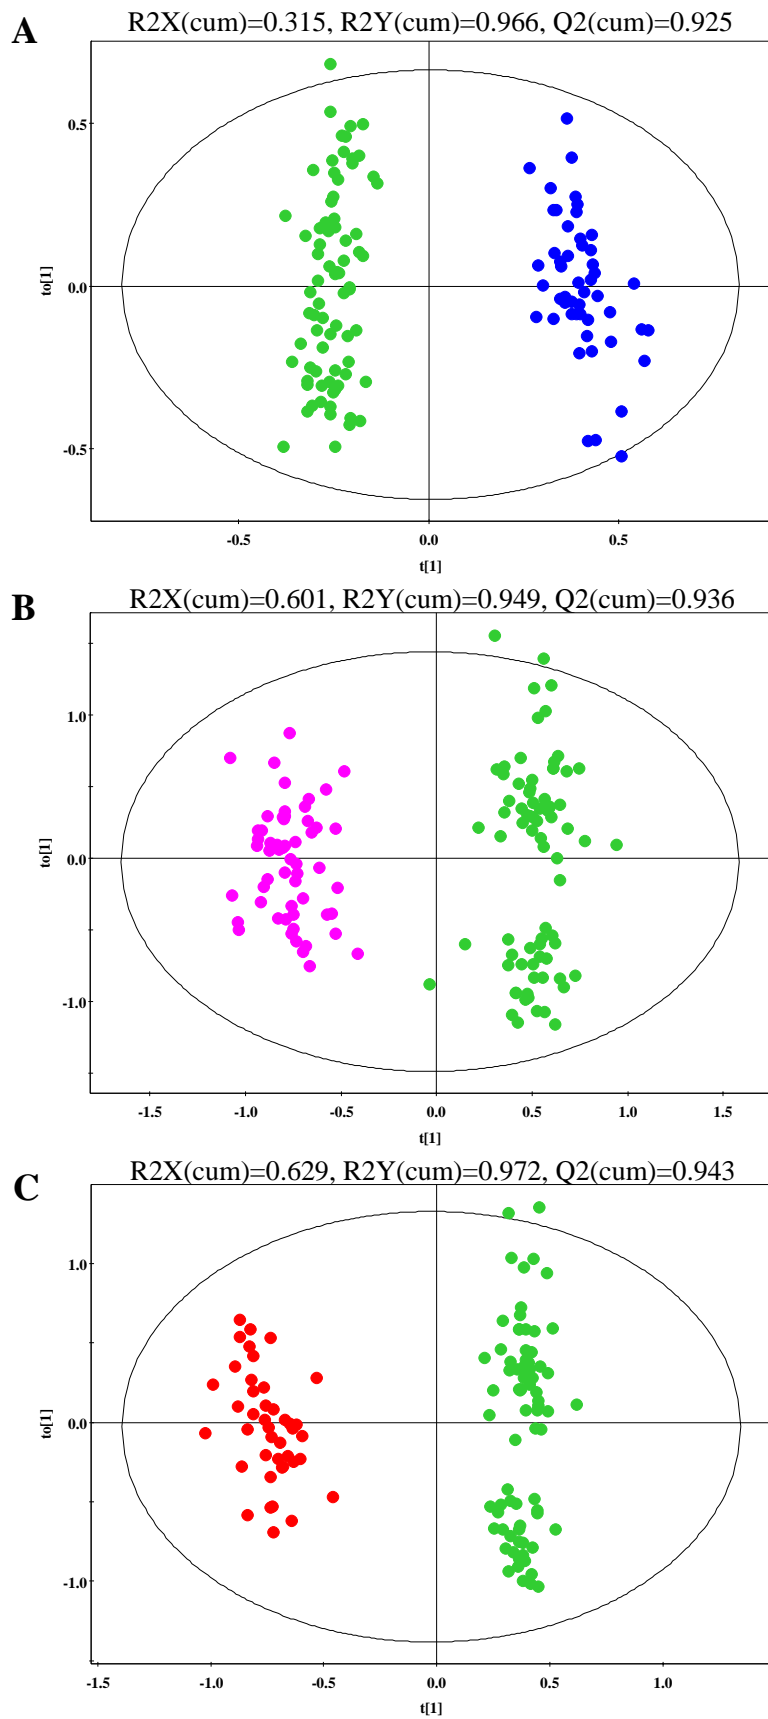 A
R2X(cum)=0.315, R2Y(cum)=0.966, Q2(cum)=0.925
0.5
0.0
-0.5
to[1]
-0.5 0.0 0.5
t[1]
B
R2X(cum)=0.601, R2Y(cum)=0.949, Q2(cum)=0.936
1.0
0.0
-1.0
to[1]
-1.5 -1.0 -0.5 0.0 0.5 1.0 1.5
t[1]
C
R2X(cum)=0.629, R2Y(cum)=0.972, Q2(cum)=0.943
1.0
0.0
-1.0
to[1]
-1.5 -1.0 -0.5 0.0 0.5 1.0
t[1]